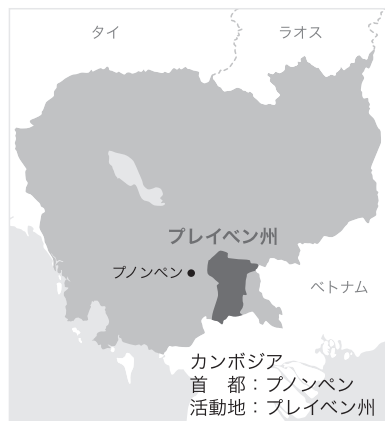 タイ
ラオス
プレイベン州
プノンペン
ベトナム
カンボジア
首　都：プノンペン
活動地：プレイベン州